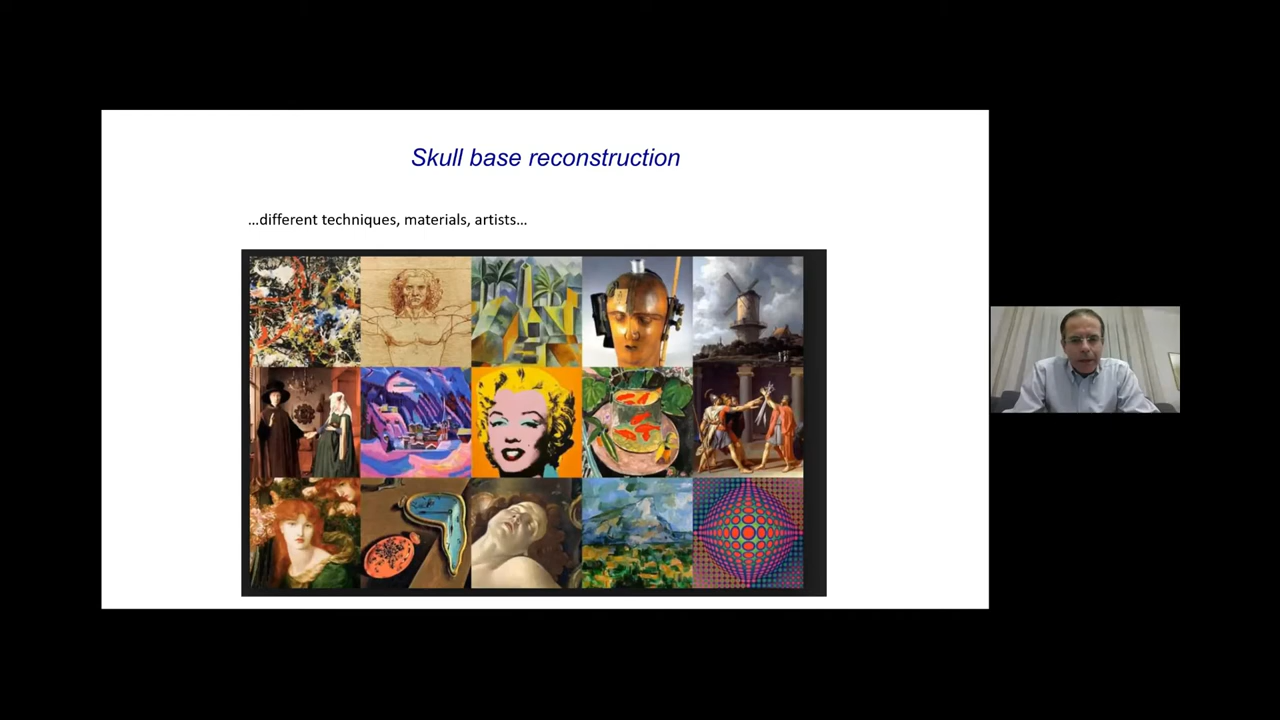 Skull base reconstruction
…different techniques, materials, artists…